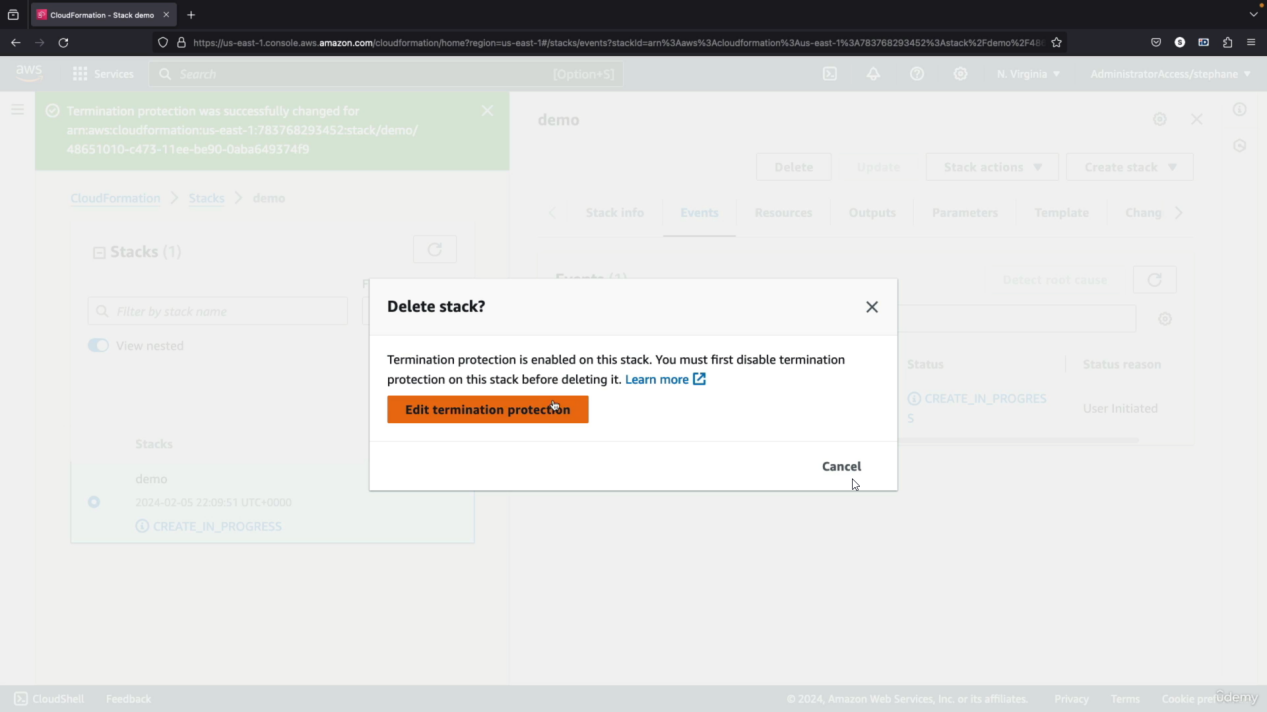 CloudFormation - Stack demo
https://us-east-1.console.aws.amazon.com/cloudformation/home?region=us-east-1#/stacks/events?stackId=arn%3Aaws%3Acloudformation%3Aus-east-1%3A783768293452%3Astack%2Fdemo%2F48
aws
Services
Search
[Option+S]
N. Virginia
AdministratorAccess/stephane
Termination protection was successfully changed for
arn:aws:cloudformation:us-east-1:783768293452:stack/demo/
48651010-c473-11ee-be90-0aba649374f9
CloudFormation
Stacks
demo
Stacks (1)
Filter by stack name
View nested
Stacks
demo
2024-02-05 22:09:51 UTC+0000
CREATE_IN_PROGRESS
demo
Delete
Update
Stack actions
Create stack
Stack info
Events
Resources
Outputs
Parameters
Template
Chang
Events (1)
Detect root cause
Status
Status reason
CREATE_IN_PROGRES
S
User Initiated
Delete stack?
Termination protection is enabled on this stack. You must first disable termination
protection on this stack before deleting it. Learn more
Edit termination protection
Cancel
CloudShell
Feedback
© 2024, Amazon Web Services, Inc. or its affiliates.
Privacy
Terms
Cookie
udemy